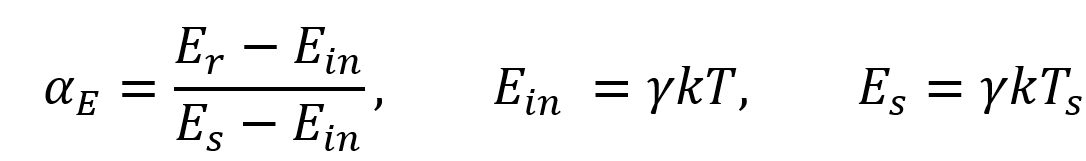 α_E = (E_r − E_in) / (E_s − E_in), E_in = γkT, E_s = γkT_s